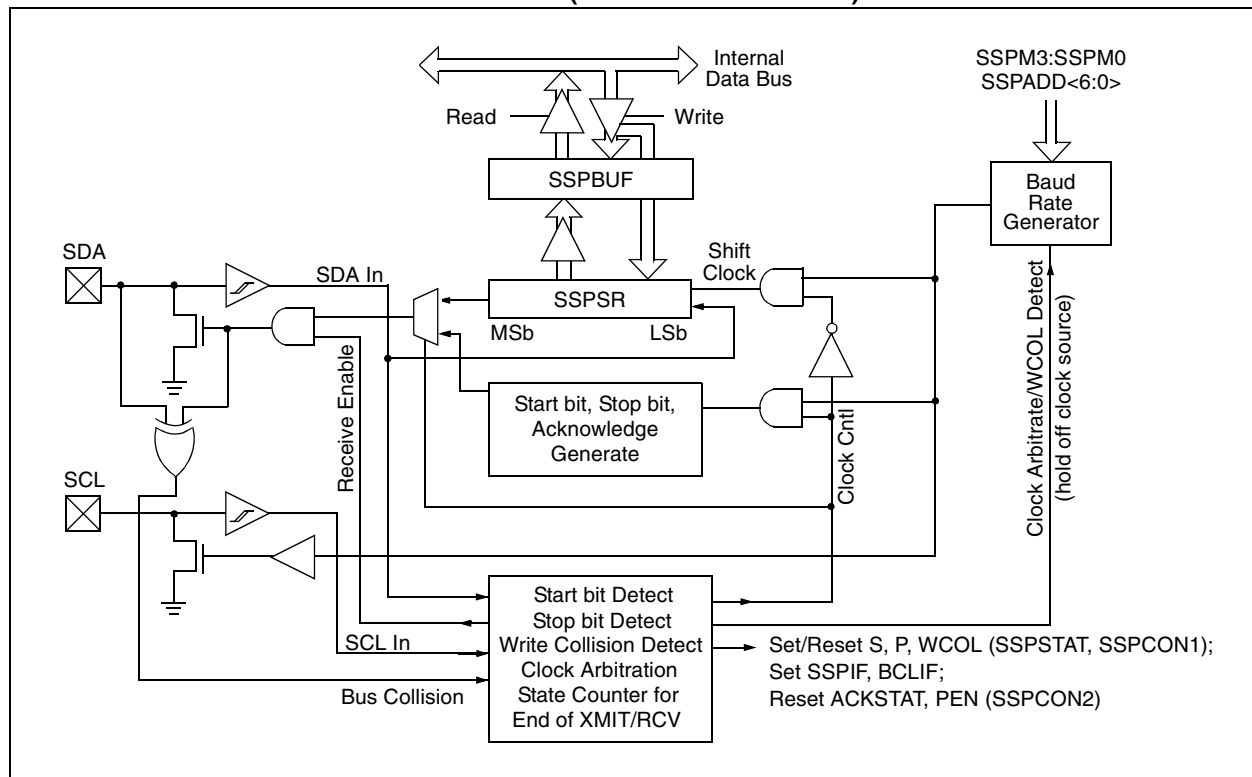 Internal
Data Bus
SSPM3:SSPM0
SSPADD<6:0>
Read
Write
SSPBUF
Baud
Rate
Generator
SDA
SDA In
Shift
Clock
SSPSR
MSb
LSb
Start bit, Stop bit,
Acknowledge
Generate
Receive Enable
Clock Cntl
Clock Arbitrate/WCOL Detect
(hold off clock source)
SCL
SCL In
Bus Collision
Start bit Detect
Stop bit Detect
Write Collision Detect
Clock Arbitration
State Counter for
End of XMIT/RCV
Set/Reset S, P, WCOL (SSPSTAT, SSPCON1);
Set SSPIF, BCLIF;
Reset ACKSTAT, PEN (SSPCON2)